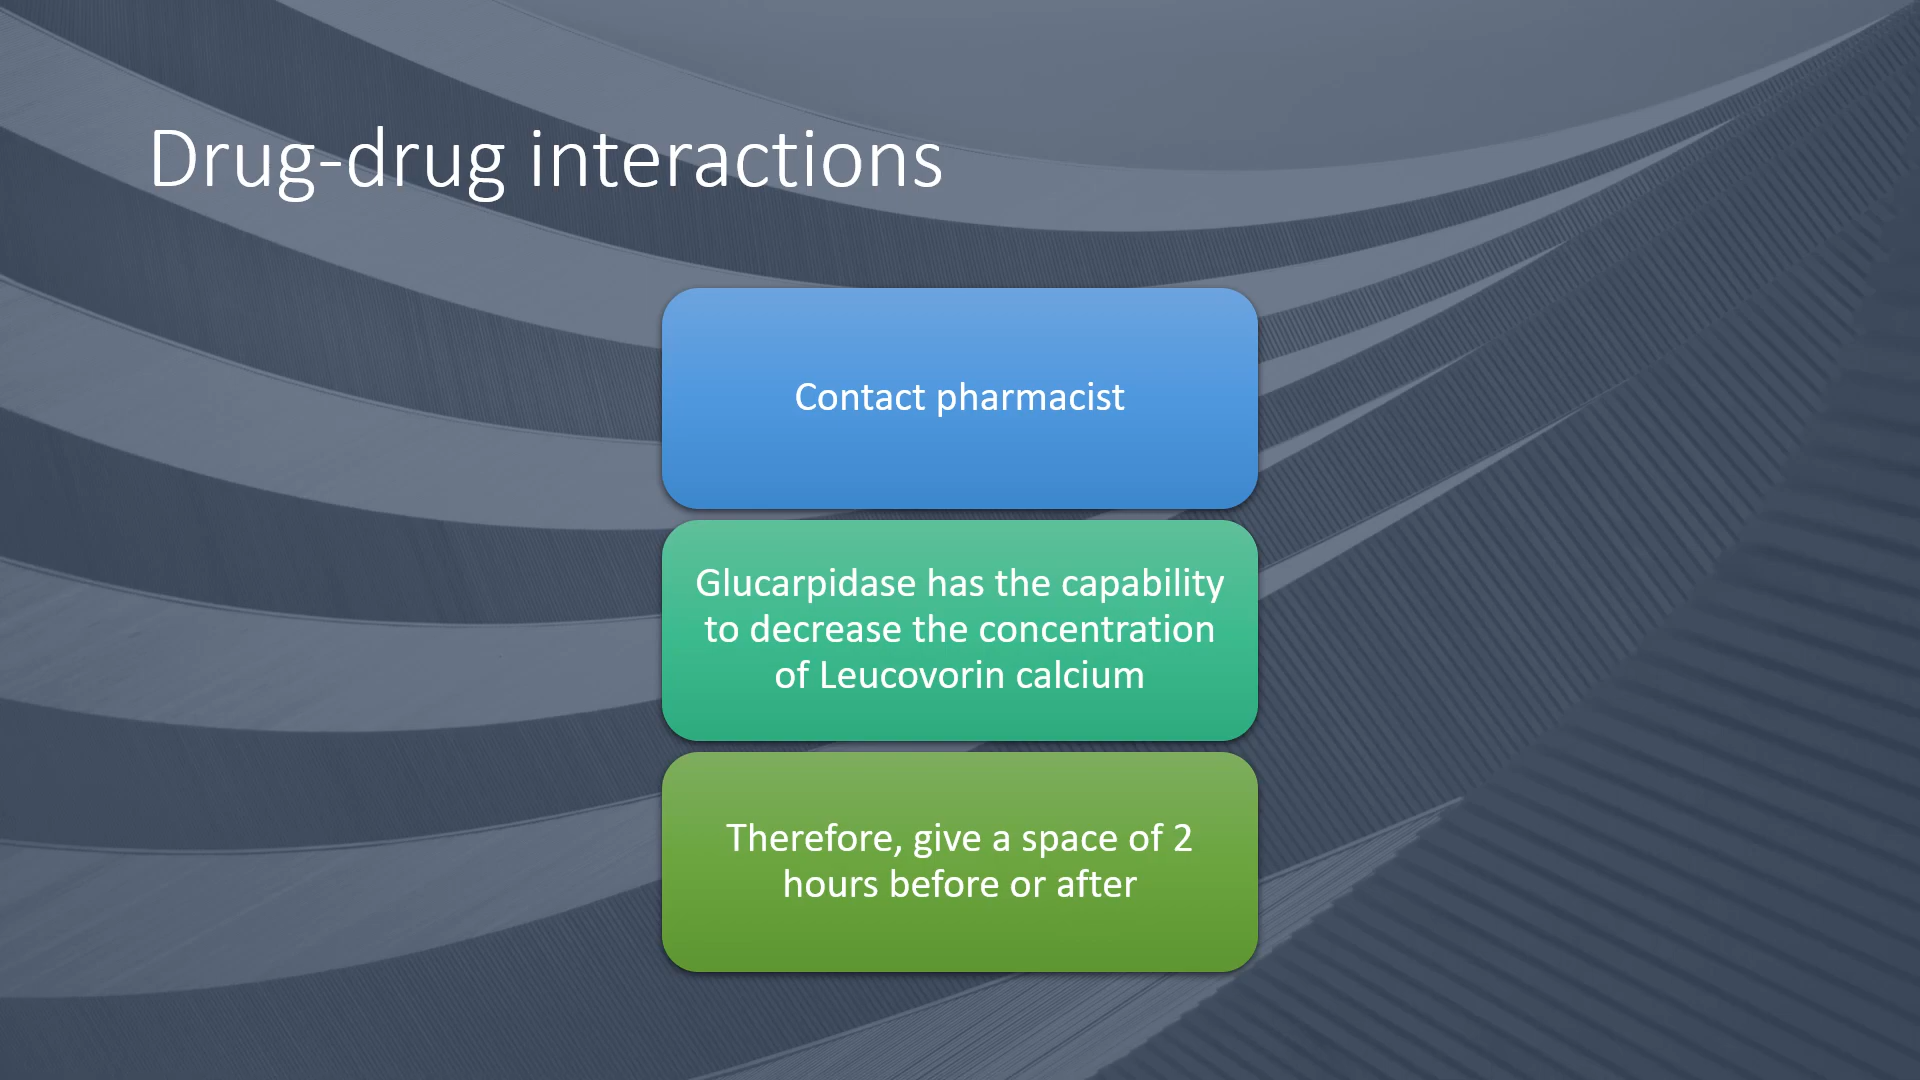 Drug-drug interactions
Contact pharmacist
Glucarpidase has the capability
to decrease the concentration
of Leucovorin calcium
Therefore, give a space of 2
hours before or after